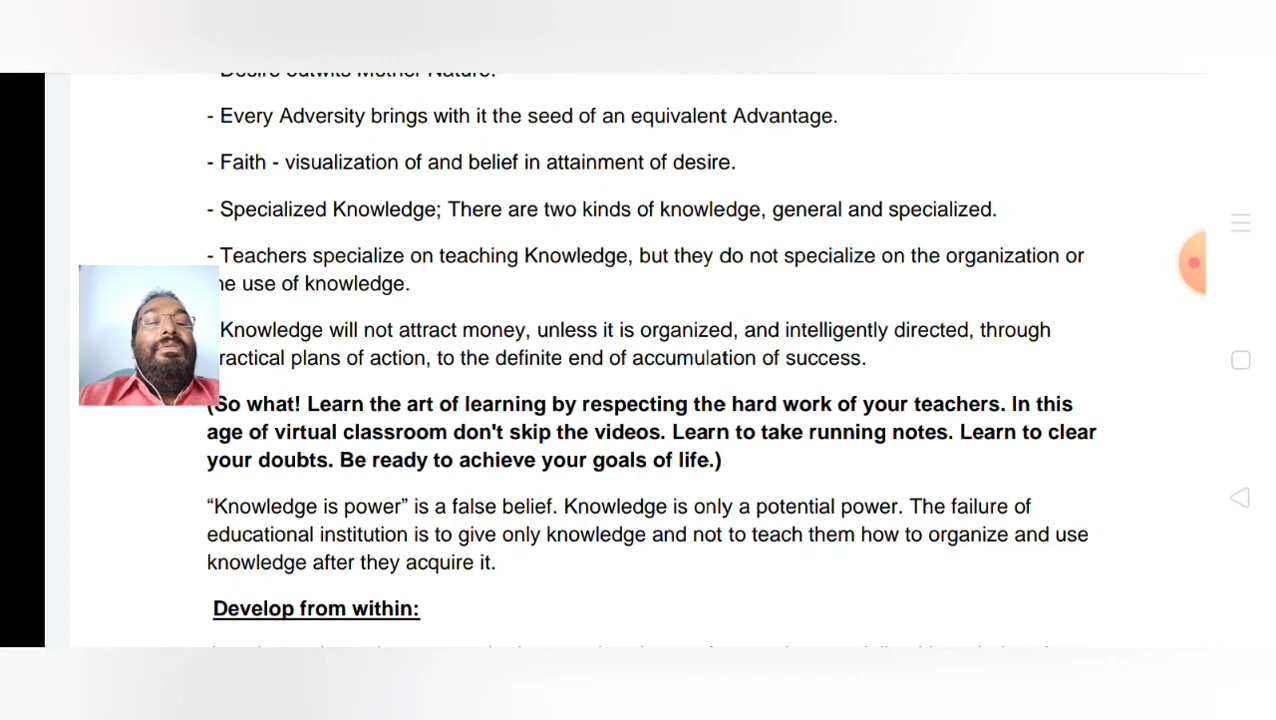 - Every Adversity brings with it the seed of an equivalent Advantage.
- Faith - visualization of and belief in attainment of desire.
- Specialized Knowledge; There are two kinds of knowledge, general and specialized.
- Teachers specialize on teaching Knowledge, but they do not specialize on the organization or
use of knowledge.
Knowledge will not attract money, unless it is organized, and intelligently directed, through
plans of action, to the definite end of accumulation of success.
(So what! Learn the art of learning by respecting the hard work of your teachers. In this
age of virtual classroom don't skip the videos. Learn to take running notes. Learn to clear
your doubts. Be ready to achieve your goals of life.)
“Knowledge is power” is a false belief. Knowledge is only a potential power. The failure of
educational institution is to give only knowledge and not to teach them how to organize and use
knowledge after they acquire it.
Develop from within: